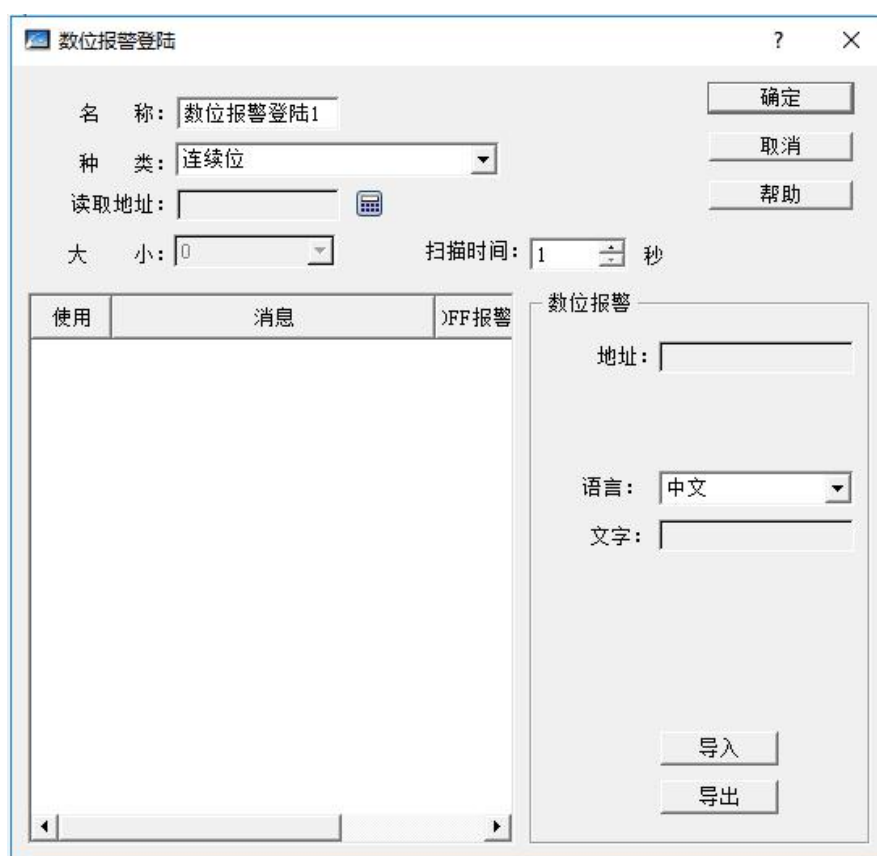 数位报警登陆 ?
名 称: 数位报警登陆1 确定
种 类: 连续位 取消
读取地址: 帮助
大 小: 0 扫描时间: 1 秒
使用 消息 OFF报警 数位报警
地址:
语言: 中文
文字:
导入
导出